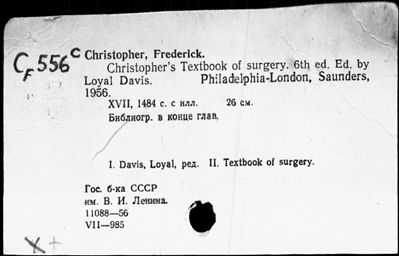 C_F 556 c
Christopher, Frederick.
Christopher's Textbook of surgery. 6th ed. Ed. by
Loyal Davis. Philadelphia-London, Saunders,
1956.
XVII, 1484 с. с илл. 26 см.
Библиогр. в конце глав.
I. Davis, Loyal, ред. II. Textbook of surgery.
Гос. б-ка СССР
им. В. И. Ленина.
11088—56
VII—985
X +